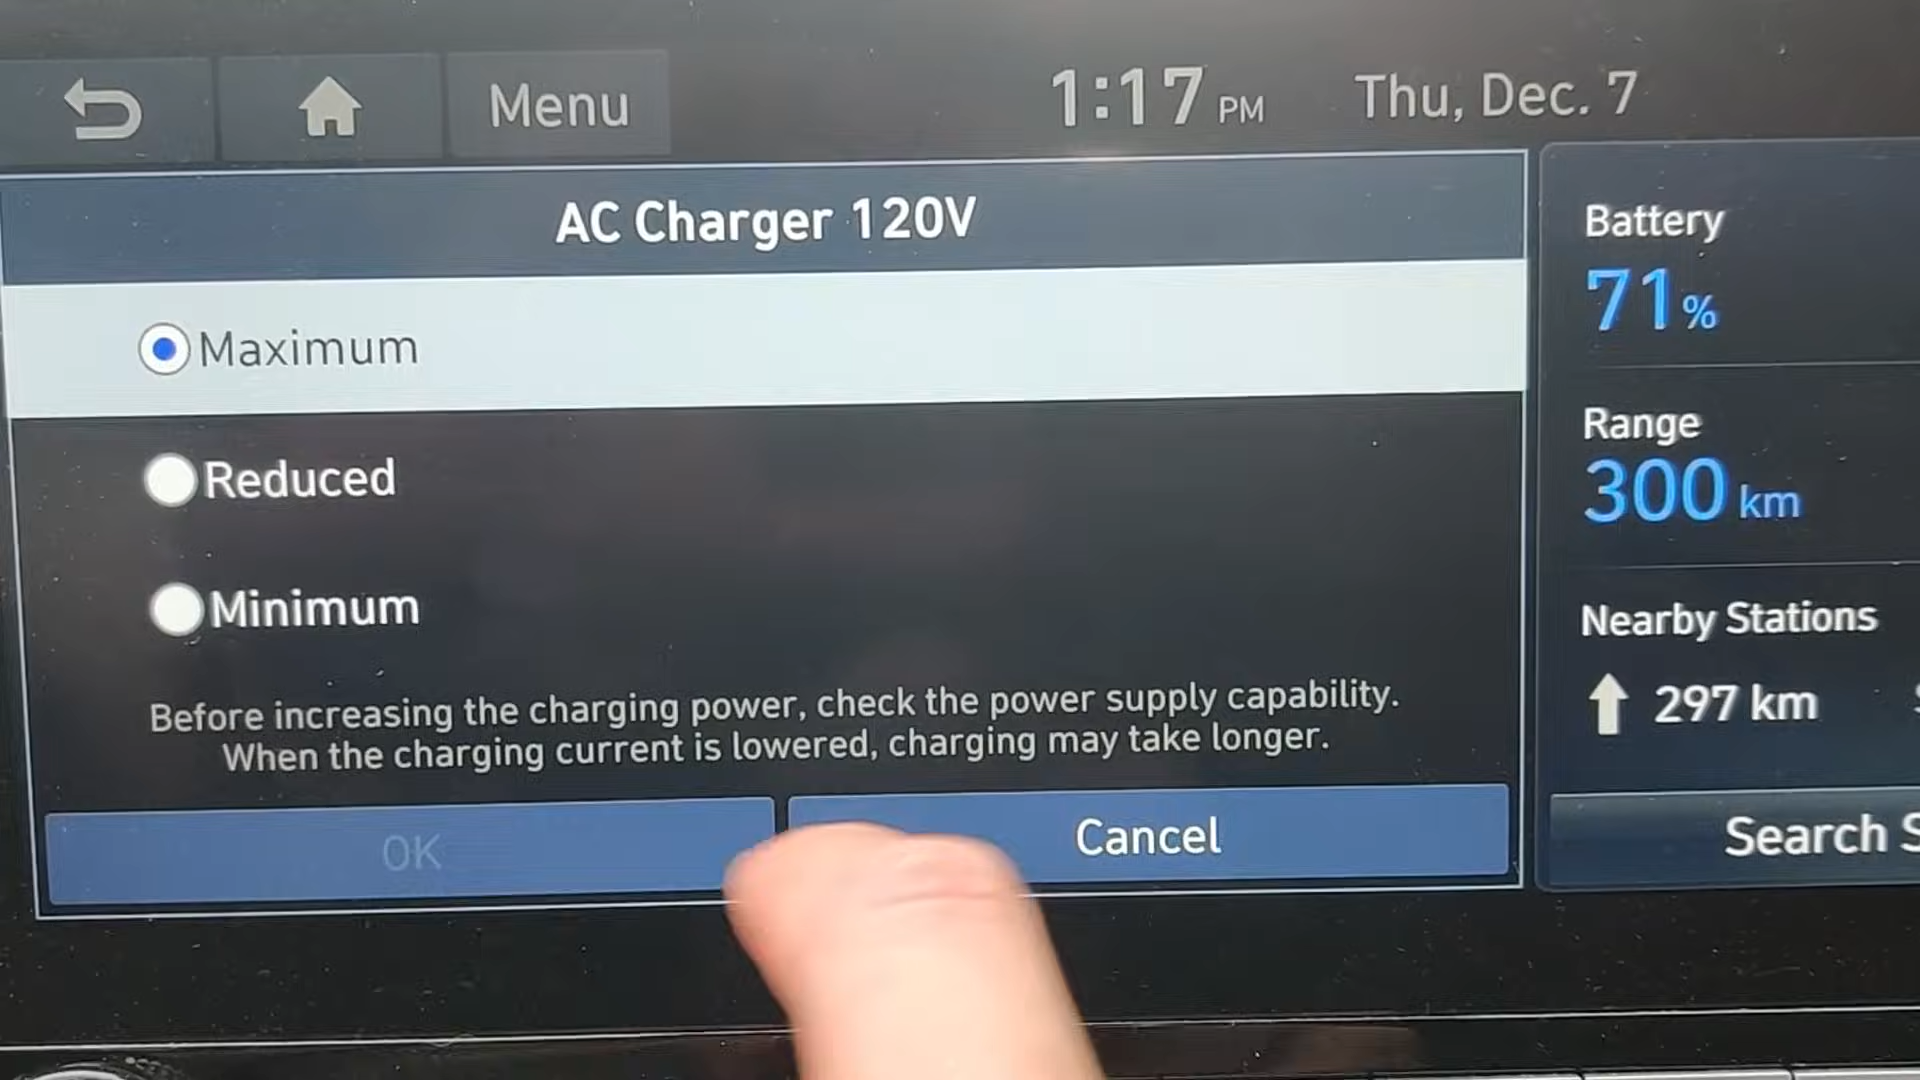 Menu
1:17 PM
Thu, Dec. 7
AC Charger 120V
Maximum
Reduced
Minimum
Before increasing the charging power, check the power supply capability.
When the charging current is lowered, charging may take longer.
OK
Cancel
Battery
71%
Range
300 km
Nearby Stations
297 km
Search